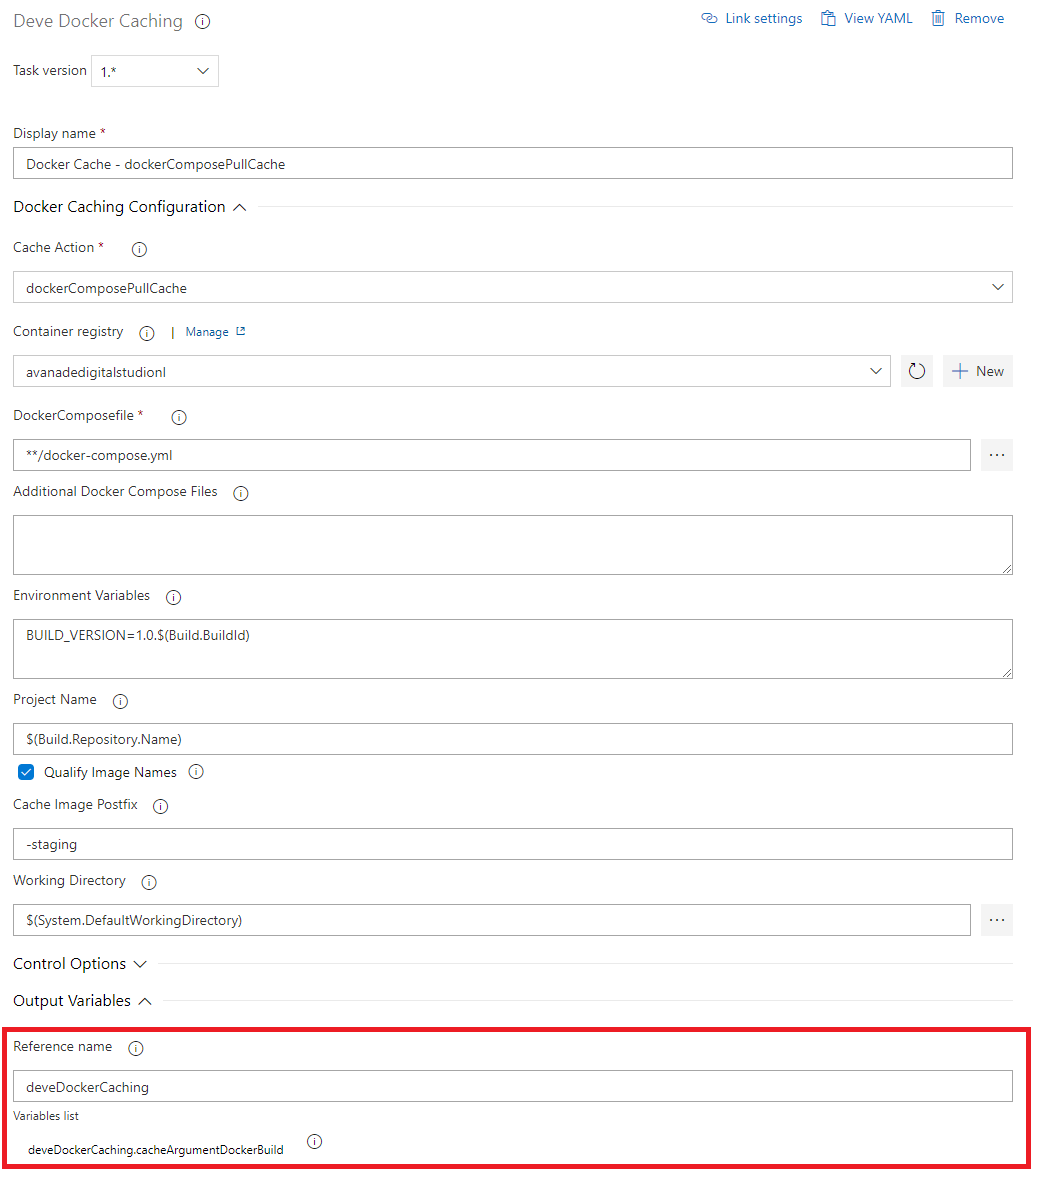 Deve Docker Caching
Link settings
View YAML
Remove
Task version 1.*
Display name *
Docker Cache - dockerComposePullCache
Docker Caching Configuration
Cache Action *
dockerComposePullCache
Container registry | Manage
avanadedigitalstudionl
New
DockerComposefile *
**/docker-compose.yml
...
Additional Docker Compose Files
Environment Variables
BUILD_VERSION=1.0.$(Build.BuildId)
Project Name
$(Build.Repository.Name)
Qualify Image Names
Cache Image Postfix
-staging
Working Directory
$(System.DefaultWorkingDirectory)
...
Control Options
Output Variables
Reference name
deveDockerCaching
Variables list
deveDockerCaching.cacheArgumentDockerBuild